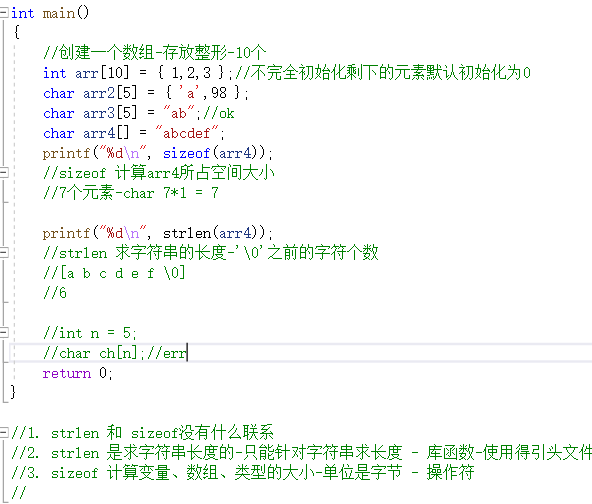 int main()
{
//创建一个数组-存放整形-10个
int arr[10] = { 1,2,3 };//不完全初始化剩下的元素默认初始化为0
char arr2[5] = { 'a',98 };
char arr3[5] = "ab";//ok
char arr4[] = "abcdef";
printf("%d\n", sizeof(arr4));
//sizeof 计算arr4所占空间大小
//7个元素-char 7*1 = 7
printf("%d\n", strlen(arr4));
//strlen 求字符串的长度-'\0'之前的字符个数
//[a b c d e f \0]
//6
//int n = 5;
//char ch[n];//err
return 0;
}
//1. strlen 和 sizeof没有什么联系
//2. strlen 是求字符串长度的-只能针对字符串求长度 - 库函数-使用得引头文件
//3. sizeof 计算变量、数组、类型的大小-单位是字节 - 操作符
//